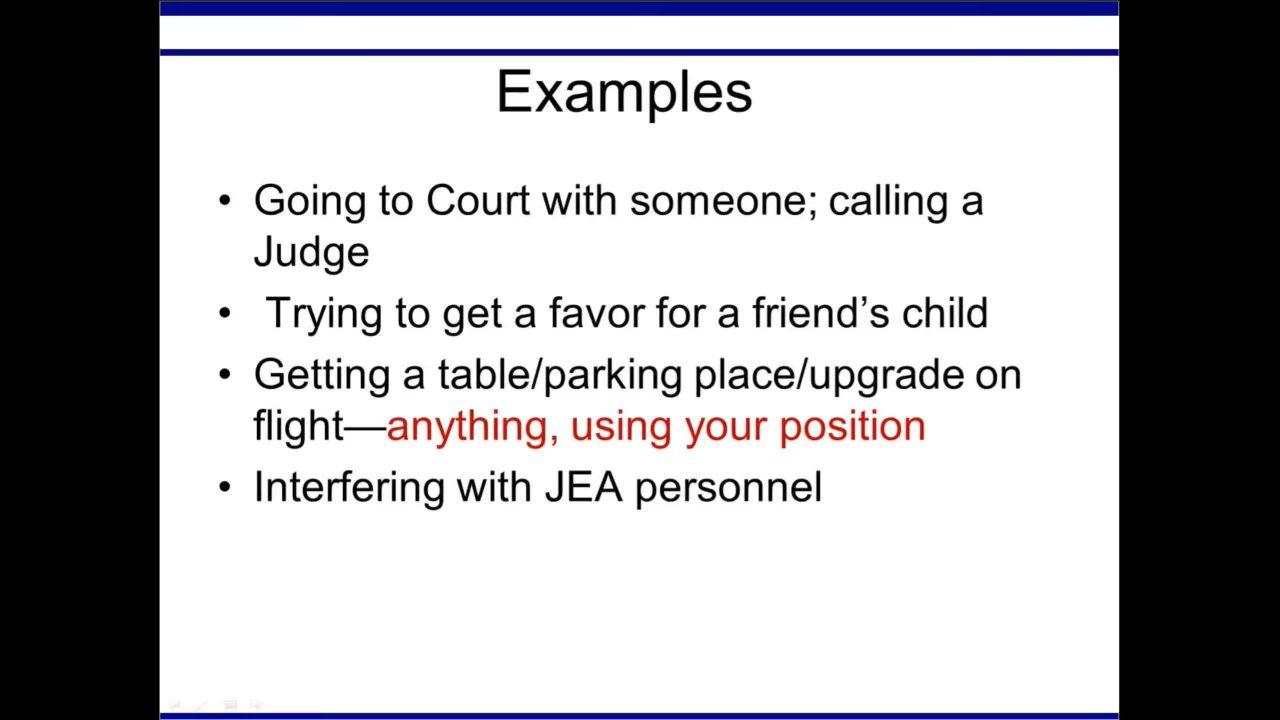 Examples
• Going to Court with someone; calling a
Judge
• Trying to get a favor for a friend’s child
• Getting a table/parking place/upgrade on
flight—anything, using your position
• Interfering with JEA personnel